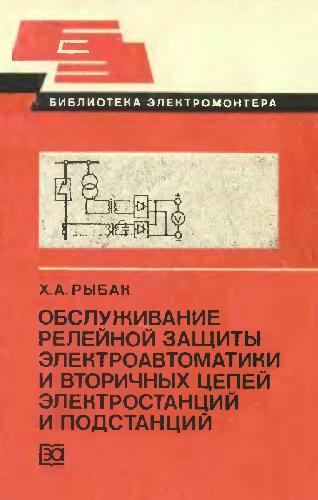 БИБЛИОТЕКА ЭЛЕКТРОМОНТЕРА
V
Х.А.РЫБАК
ОБСЛУЖИВАНИЕ
РЕЛЕЙНОЙ ЗАЩИТЫ
ЭЛЕКТРОАВТОМАТИКИ
И ВТОРИЧНЫХ ЦЕПЕЙ
ЭЛЕКТРОСТАНЦИЙ
И ПОДСТАНЦИЙ